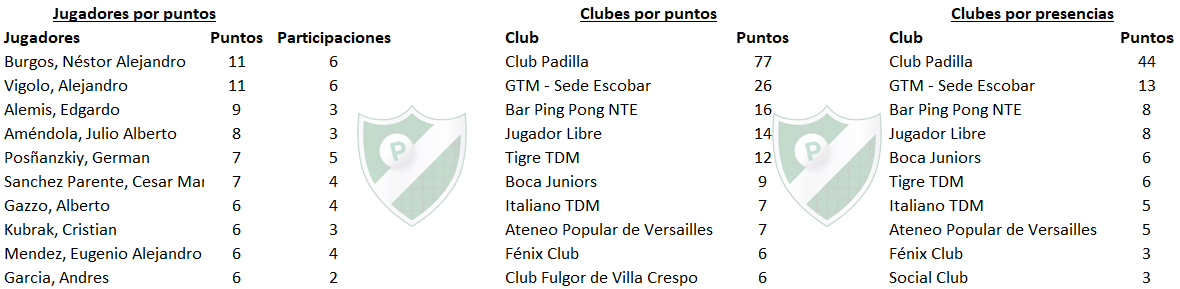 Jugadores por puntos
Jugadores Puntos Participaciones
Burgos, Néstor Alejandro 11 6
Vigolo, Alejandro 11 6
Alemis, Edgardo 9 3
Améndola, Julio Alberto 8 3
Posñanzkiy, German 7 5
Sanchez Parente, Cesar Mar 7 4
Gazzo, Alberto 6 4
Kubrak, Cristian 6 3
Mendez, Eugenio Alejandro 6 4
Garcia, Andres 6 2
P
Clubes por puntos
Club Puntos
Club Padilla 77
GTM - Sede Escobar 26
Bar Ping Pong NTE 16
Jugador Libre 14
Tigre TDM 12
Boca Juniors 9
Italiano TDM 7
Ateneo Popular de Versailles 7
Fénix Club 6
Club Fulgor de Villa Crespo 6
P
Clubes por presencias
Club Puntos
Club Padilla 44
GTM - Sede Escobar 13
Bar Ping Pong NTE 8
Jugador Libre 8
Boca Juniors 6
Tigre TDM 6
Italiano TDM 5
Ateneo Popular de Versailles 5
Fénix Club 3
Social Club 3